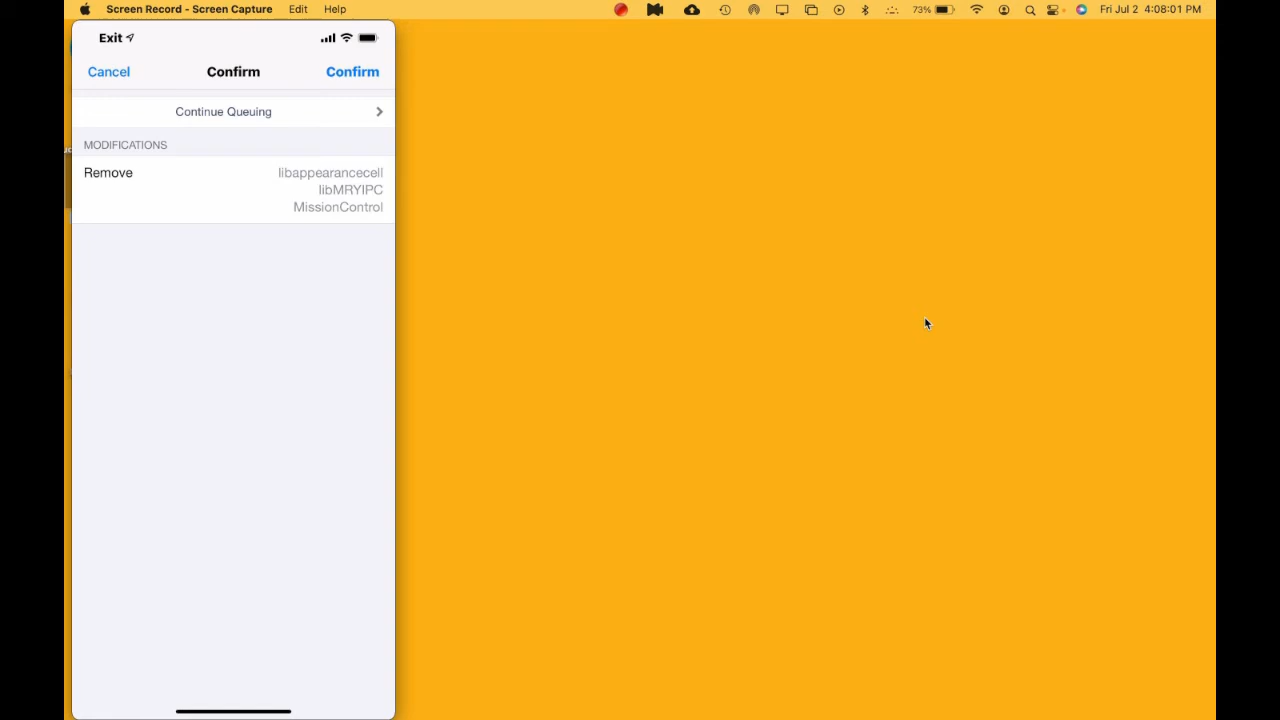 Screen Record - Screen Capture Edit Help 73% Fri Jul 2 4:08:01 PM
Exit
Cancel Confirm Confirm
Continue Queuing
MODIFICATIONS
Remove libappearancecell
libMRYIPC
MissionControl